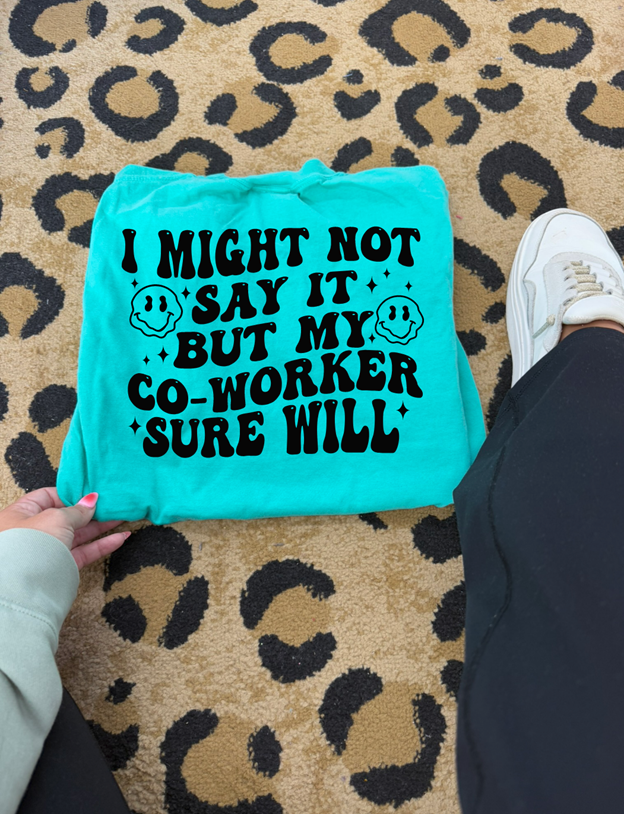 I MIGHT NOT
SAY IT
BUT MY
CO-WORKER
SURE WILL